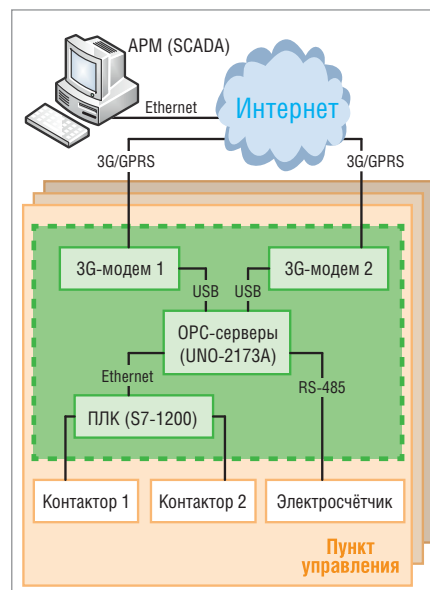 АРМ (SCADA)
Ethernet
Интернет
3G/GPRS
3G/GPRS
3G-модем 1
3G-модем 2
USB
USB
OPC-серверы
(UNO-2173A)
Ethernet
RS-485
ПЛК (S7-1200)
Контактор 1
Контактор 2
Электросчётчик
Пункт
управления